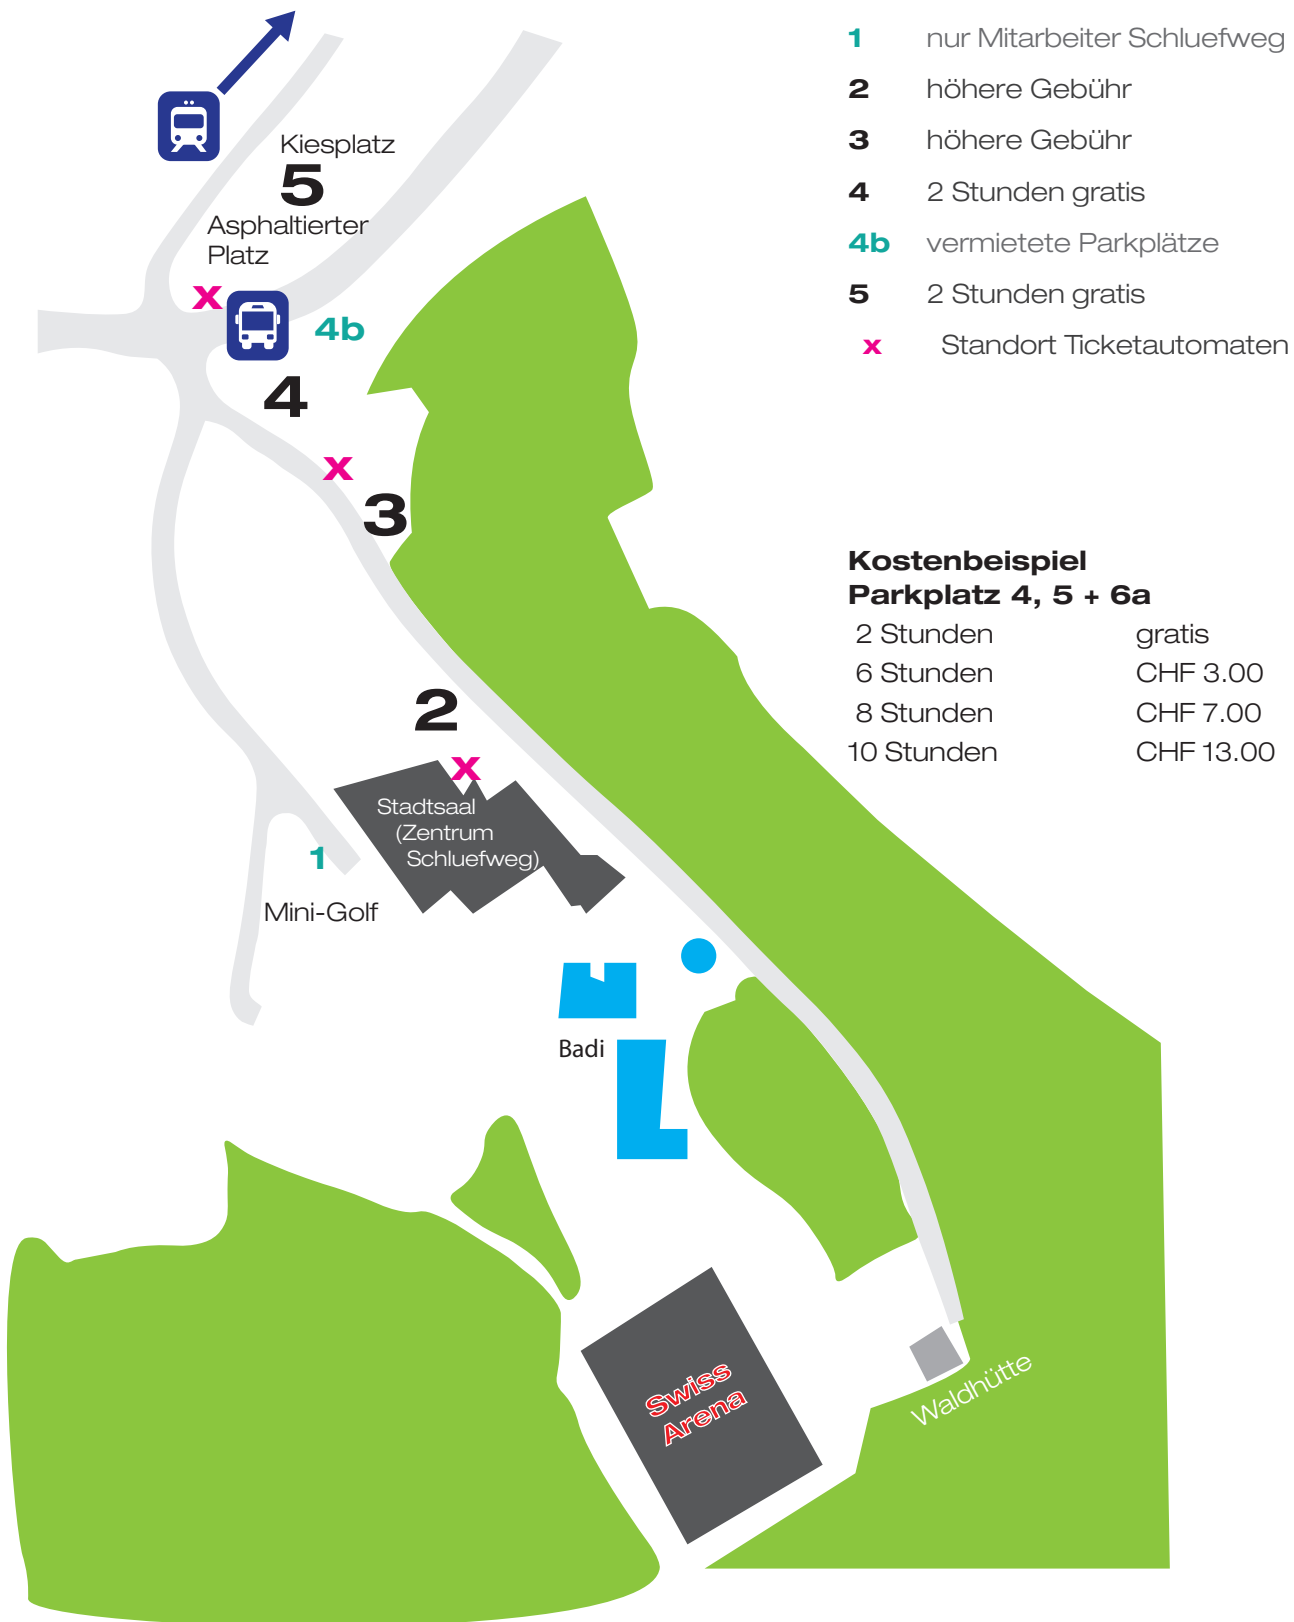 1 nur Mitarbeiter Schluefweg
2 höhere Gebühr
3 höhere Gebühr
4 2 Stunden gratis
4b vermietete Parkplätze
5 2 Stunden gratis
x Standort Ticketautomaten
Kiesplatz
5
Asphaltierter
Platz
x
4b
4
x
3
Kostenbeispiel
Parkplatz 4, 5 + 6a
2 Stunden gratis
6 Stunden CHF 3.00
8 Stunden CHF 7.00
10 Stunden CHF 13.00
2
x
Stadtsaal
(Zentrum
Schluefweg)
1
Mini-Golf
Badi
Swiss
Arena
Waldhütte